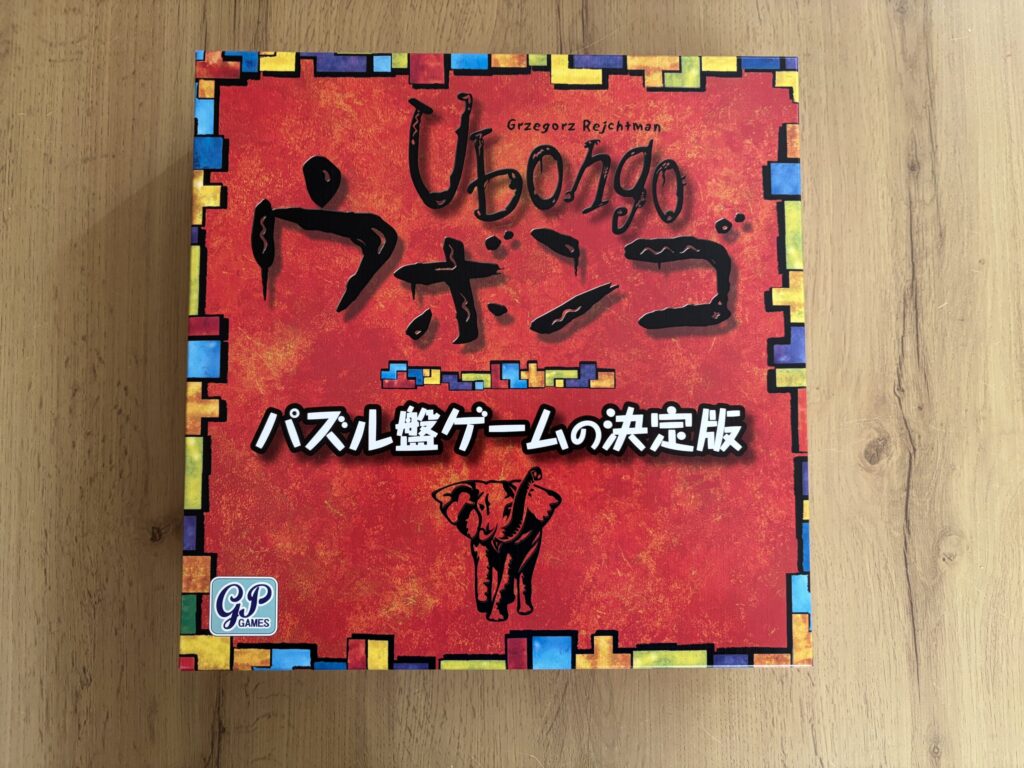 Grzegorz Rejchtman
Ubongo
ウボンゴ
パズル盤ゲームの決定版
GP
GAMES